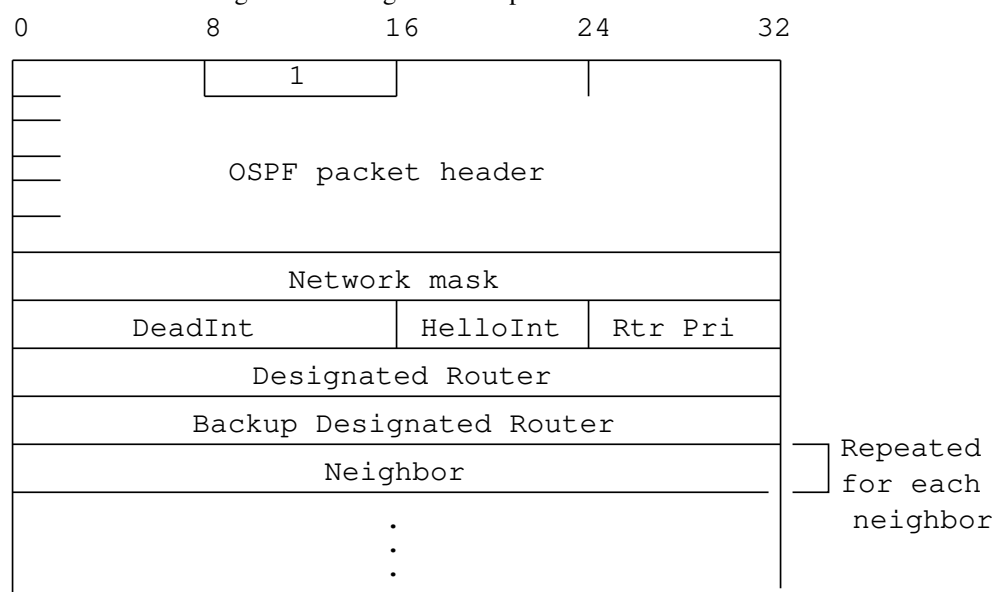 0 8 16 24 32
1
OSPF packet header
Network mask
DeadInt HelloInt Rtr Pri
Designated Router
Backup Designated Router
Neighbor
Repeated
for each
neighbor
.
.
.